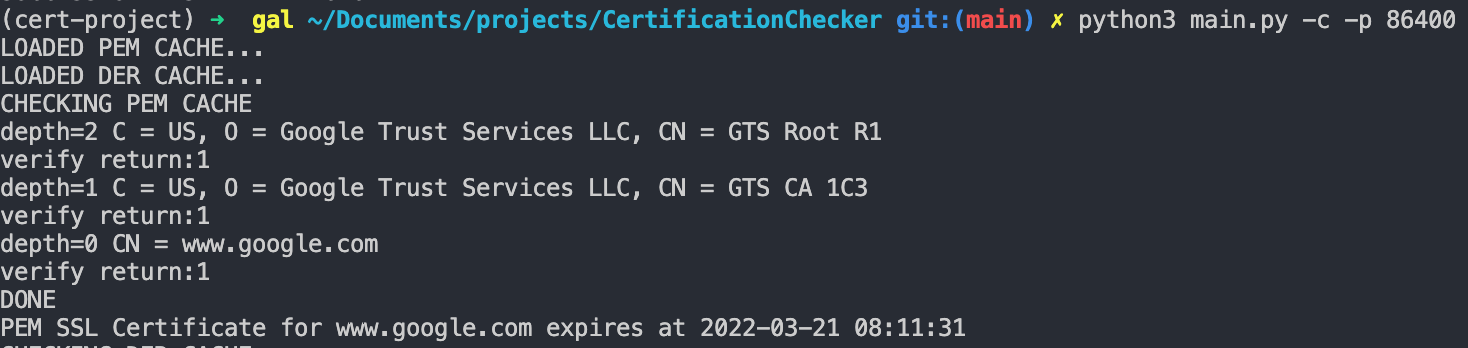 (cert-project) ➜ gal ~/Documents/projects/CertificationChecker git:(main) ✗ python3 main.py -c -p 86400
LOADED PEM CACHE...
LOADED DER CACHE...
CHECKING PEM CACHE
depth=2 C = US, O = Google Trust Services LLC, CN = GTS Root R1
verify return:1
depth=1 C = US, O = Google Trust Services LLC, CN = GTS CA 1C3
verify return:1
depth=0 CN = www.google.com
verify return:1
DONE
PEM SSL Certificate for www.google.com expires at 2022-03-21 08:11:31
CHECKING DER CACHE